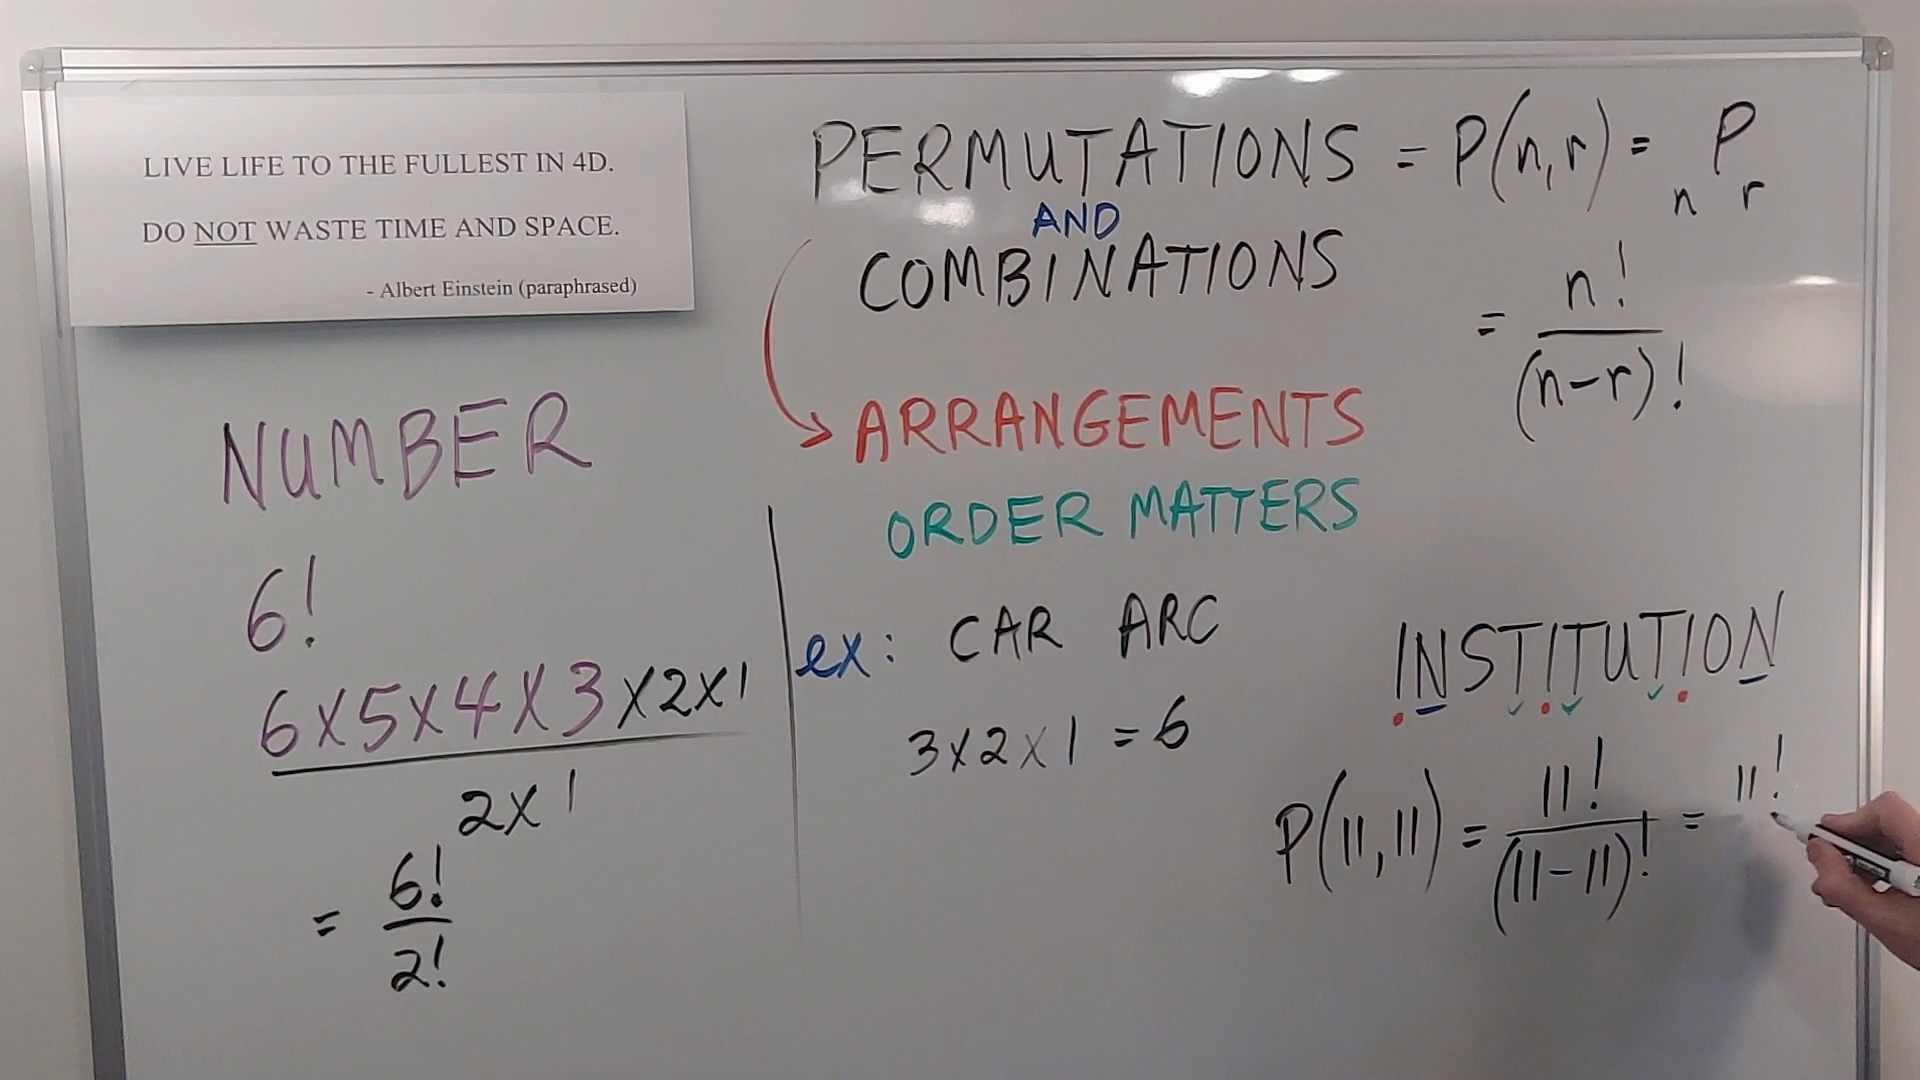 LIVE LIFE TO THE FULLEST IN 4D.
DO NOT WASTE TIME AND SPACE.
- Albert Einstein (paraphrased)
PERMUTATIONS = P(n,r) = nPr
AND
COMBINATIONS
= n!
(n-r)!
ARRANGEMENTS
ORDER MATTERS
NUMBER
6!
6x5x4x3x2x1
2x1
= 6!
2!
ex: CAR ARC
3x2x1 = 6
INSTITUTION
P(11,11) = 11! = 11!
(11-11)!